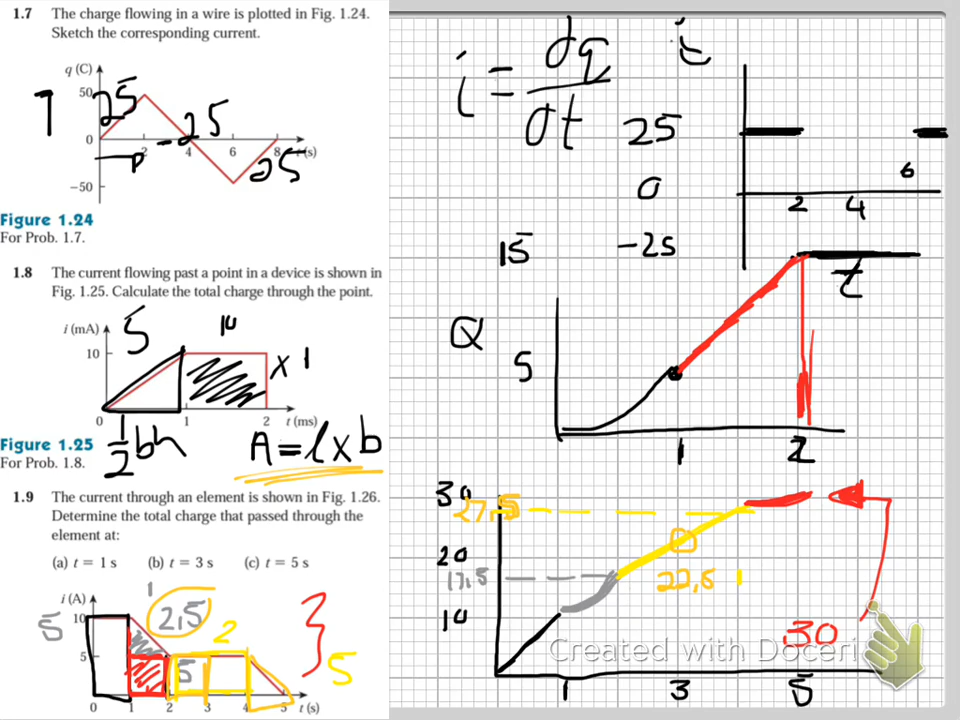 1.7 The charge flowing in a wire is plotted in Fig. 1.24.
Sketch the corresponding current.
q (C)
50
0
-50
2 4 6 8 t (s)
25 -25 25
Figure 1.24
For Prob. 1.7.
1.8 The current flowing past a point in a device is shown in
Fig. 1.25. Calculate the total charge through the point.
i (mA)
10
5 10 x 1
0 1 2 t (ms)
Figure 1.25
For Prob. 1.8.
1/2 bh
A = l x b
1.9 The current through an element is shown in Fig. 1.26.
Determine the total charge that passed through the
element at:
(a) t = 1 s (b) t = 3 s (c) t = 5 s
i (A)
10
5
5 1 2,5 2 5 5
0 1 2 3 4 5 t (s)
i = dq/dt
i
25
0
-25
2 4 6
t
15
Q
5
1 2
30
27,5
20
17,5
10
22,5
30
1 3 5
Created with Doceri